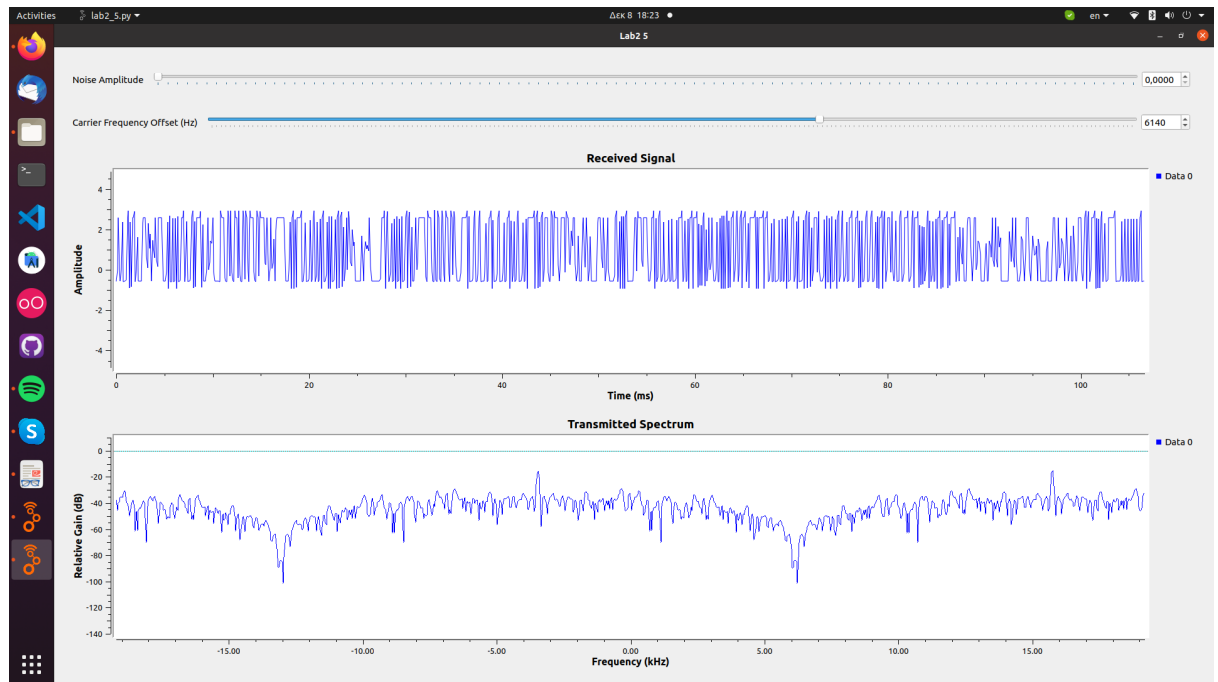 Activities lab2_5.py Δεκ 8 18:23 en
Lab2 5
Noise Amplitude 0,0000
Carrier Frequency Offset (Hz) 6140
Received Signal
Data 0
4
2
0
-2
-4
Amplitude
0 20 40 60 80 100
Time (ms)
Transmitted Spectrum
Data 0
0
-20
-40
-60
-80
-100
-120
-140
Relative Gain (dB)
-15.00 -10.00 -5.00 0.00 5.00 10.00 15.00
Frequency (kHz)